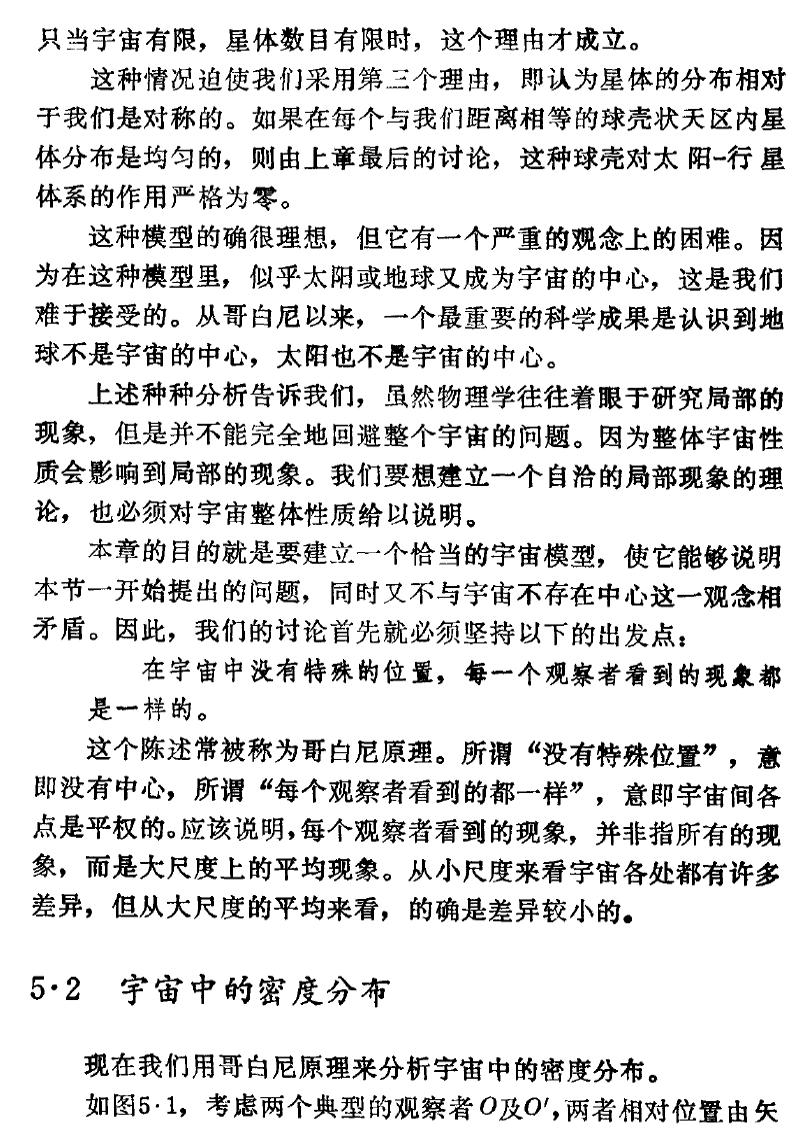 只当宇宙有限，星体数目有限时，这个理由才成立。
这种情况迫使我们采用第三个理由，即认为星体的分布相对
于我们是对称的。如果在每个与我们距离相等的球壳状天区内星
体分布是均匀的，则由上章最后的讨论，这种球壳对太阳-行星
体系的作用严格为零。
这种模型的确很理想，但它有一个严重的观念上的困难。因
为在这种模型里，似乎太阳或地球又成为宇宙的中心，这是我们
难于接受的。从哥白尼以来，一个最重要的科学成果是认识到地
球不是宇宙的中心，太阳也不是宇宙的中心。
上述种种分析告诉我们，虽然物理学往往着眼于研究局部的
现象，但是并不能完全地回避整个宇宙的问题。因为整体宇宙性
质会影响到局部的现象。我们要想建立一个自洽的局部现象的理
论，也必须对宇宙整体性质给以说明。
本章的目的就是要建立一个恰当的宇宙模型，使它能够说明
本节一开始提出的问题，同时又不与宇宙不存在中心这一观念相
矛盾。因此，我们的讨论首先就必须坚持以下的出发点：
在宇宙中没有特殊的位置，每一个观察者看到的现象都
是一样的。
这个陈述常被称为哥白尼原理。所谓“没有特殊位置”，意
即没有中心，所谓“每个观察者看到的都一样”，意即宇宙间各
点是平权的。应该说明，每个观察者看到的现象，并非指所有的现
象，而是大尺度上的平均现象。从小尺度来看宇宙各处都有许多
差异，但从大尺度的平均来看，的确是差异较小的。
5·2 宇宙中的密度分布
现在我们用哥白尼原理来分析宇宙中的密度分布。
如图5·1，考虑两个典型的观察者O及O′，两者相对位置由矢